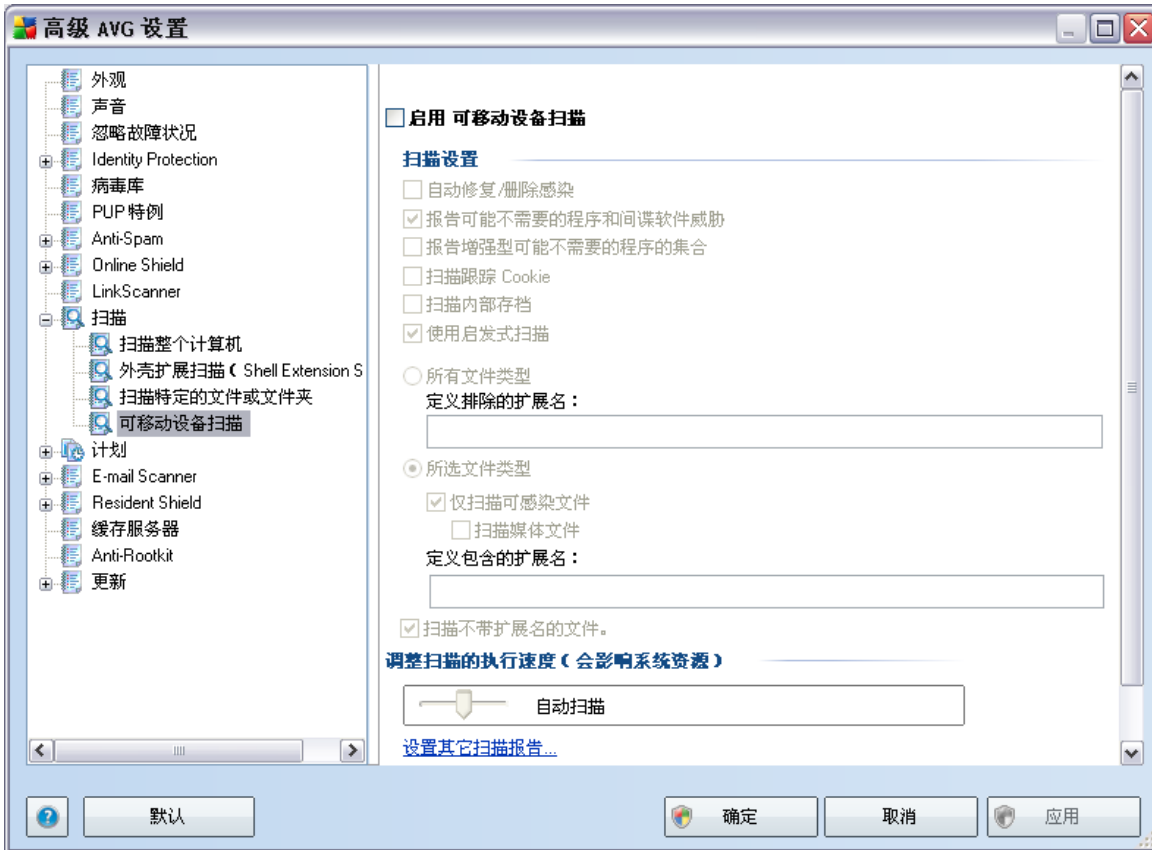 高级 AVG 设置
外观
声音
忽略故障状况
Identity Protection
病毒库
PUP 特例
Anti-Spam
Online Shield
LinkScanner
扫描
扫描整个计算机
外壳扩展扫描（Shell Extension S
扫描特定的文件或文件夹
可移动设备扫描
计划
E-mail Scanner
Resident Shield
缓存服务器
Anti-Rootkit
更新
启用 可移动设备扫描
扫描设置
自动修复/删除感染
报告可能不需要的程序和间谍软件威胁
报告增强型可能不需要的程序的集合
扫描跟踪 Cookie
扫描内部存档
使用启发式扫描
所有文件类型
定义排除的扩展名：
所选文件类型
仅扫描可感染文件
扫描媒体文件
定义包含的扩展名：
扫描不带扩展名的文件。
调整扫描的执行速度（会影响系统资源）
自动扫描
设置其它扫描报告...
默认
确定
取消
应用